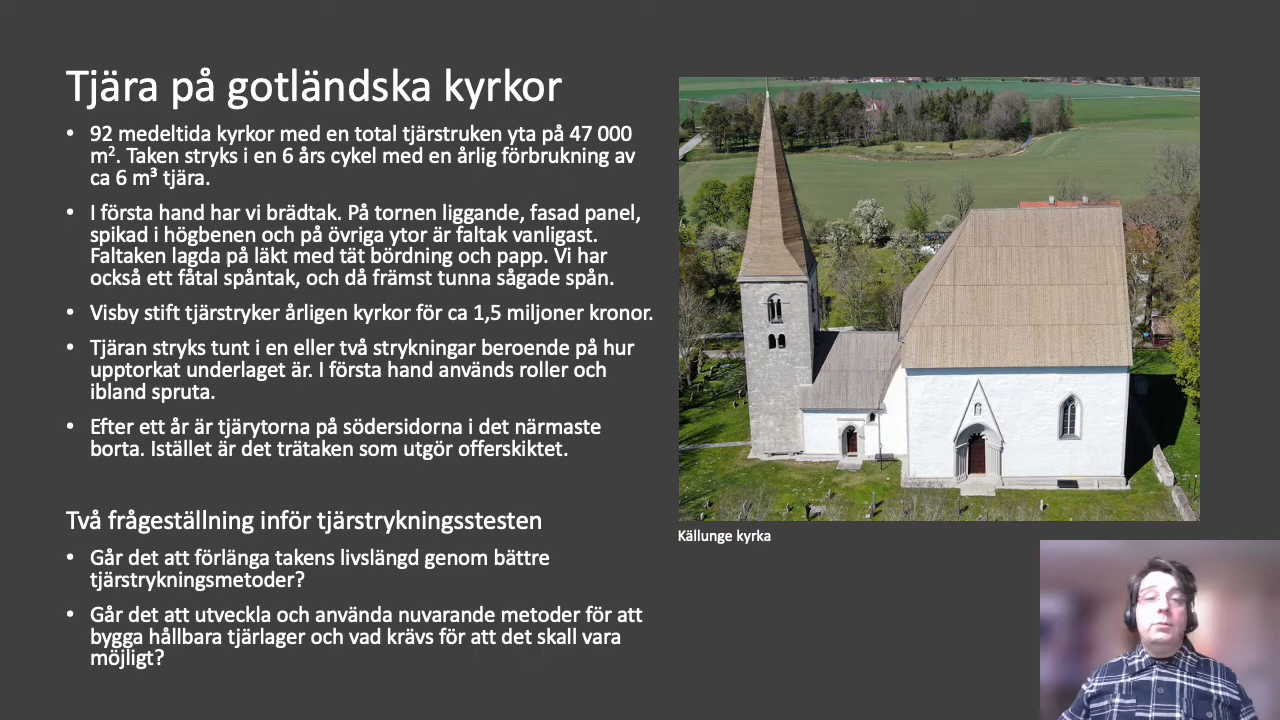 Tjära på gotländska kyrkor
• 92 medeltida kyrkor med en total tjärstruken yta på 47 000
m². Taken stryks i en 6 års cykel med en årlig förbrukning av
ca 6 m³ tjära.
• I första hand har vi brädtak. På tornen liggande, fasad panel,
spikad i högbenen och på övriga ytor är faltak vanligast.
Faltaken lagda på läkt med tät bördning och papp. Vi har
också ett fåtal spåntak, och då främst tunna sågade spån.
• Visby stift tjärstryker årligen kyrkor för ca 1,5 miljoner kronor.
• Tjäran stryks tunt i en eller två strykningar beroende på hur
upptorkat underlaget är. I första hand används roller och
ibland spruta.
• Efter ett år är tjärytorna på södersidorna i det närmaste
borta. Istället är det trätaken som utgör offerskiktet.
Två frågeställning inför tjärstrykningsstesten
• Går det att förlänga takens livslängd genom bättre
tjärstrykningsmetoder?
• Går det att utveckla och använda nuvarande metoder för att
bygga hållbara tjärlager och vad krävs för att det skall vara
möjligt?
Källunge kyrka